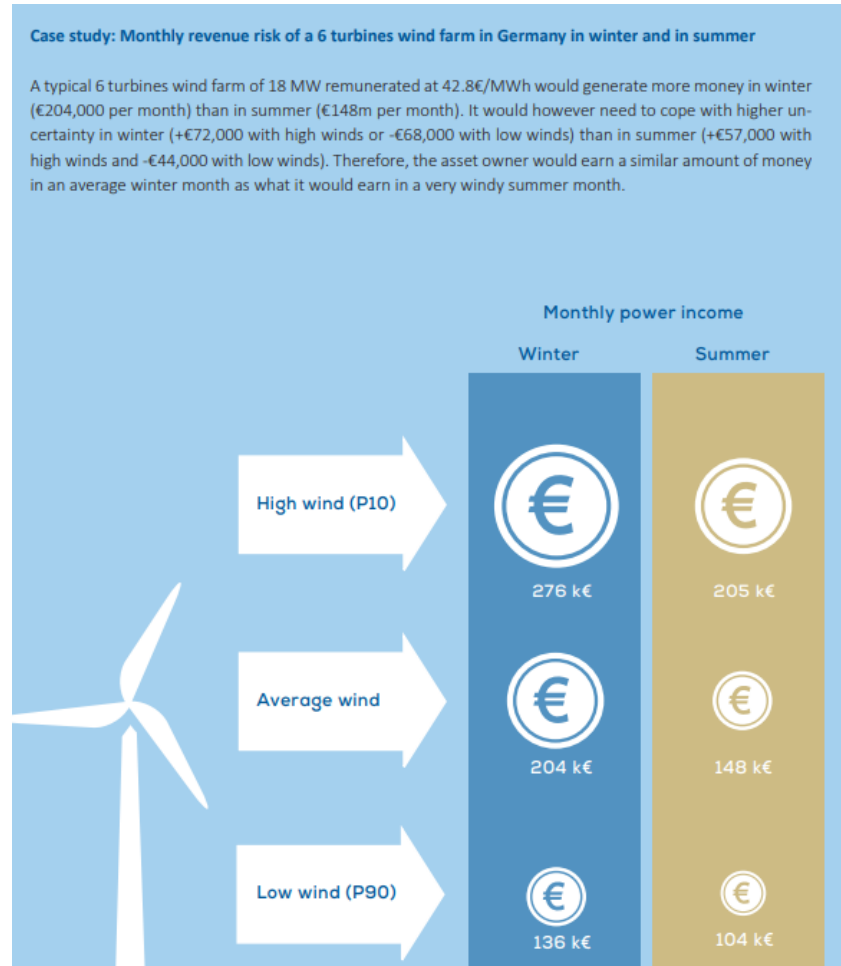 Case study: Monthly revenue risk of a 6 turbines wind farm in Germany in winter and in summer
A typical 6 turbines wind farm of 18 MW remunerated at 42.8€/MWh would generate more money in winter
(€204,000 per month) than in summer (€148m per month). It would however need to cope with higher un-
certainty in winter (+€72,000 with high winds or -€68,000 with low winds) than in summer (+€57,000 with
high winds and -€44,000 with low winds). Therefore, the asset owner would earn a similar amount of money
in an average winter month as what it would earn in a very windy summer month.
Monthly power income
Winter Summer
High wind (P10)
€ €
276 k€ 205 k€
Average wind
€ €
204 k€ 148 k€
Low wind (P90)
€ €
136 k€ 104 k€